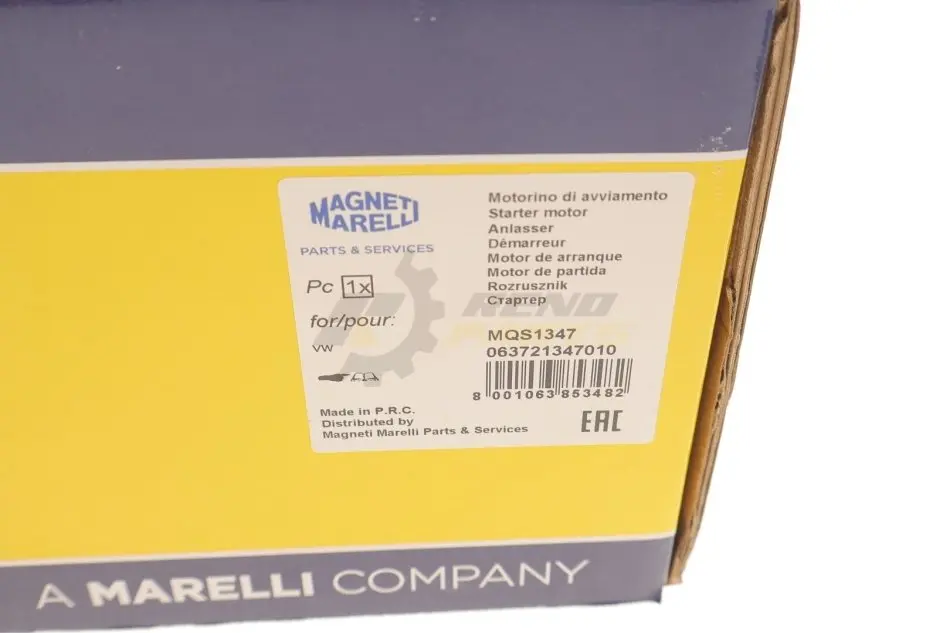 MAGNETI
MARELLI
PARTS & SERVICES
Pc 1x
for/pour:
VW
Made in P.R.C.
Distributed by
Magneti Marelli Parts & Services
Motorino di avviamento
Starter motor
Anlasser
Démarreur
Motor de arranque
Motor de partida
Rozrusznik
Стартер
MQS1347
063721347010
8 001063 853482
EAC
RENO
PARTS
A MARELLI COMPANY